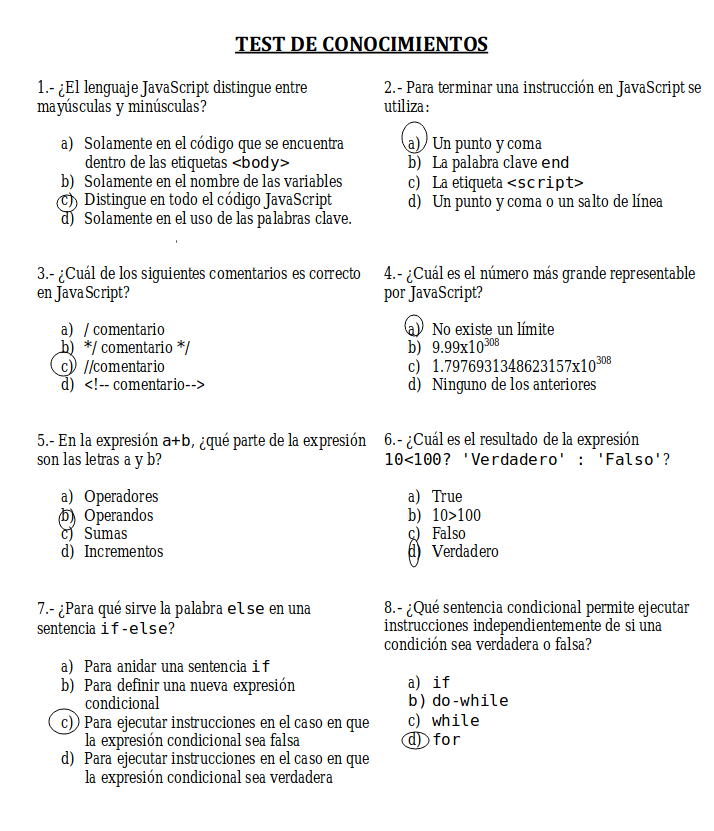 TEST DE CONOCIMIENTOS
1.- ¿El lenguaje JavaScript distingue entre
mayúsculas y minúsculas?
a) Solamente en el código que se encuentra
dentro de las etiquetas <body>
b) Solamente en el nombre de las variables
c) Distingue en todo el código JavaScript
d) Solamente en el uso de las palabras clave.
2.- Para terminar una instrucción en JavaScript se
utiliza:
a) Un punto y coma
b) La palabra clave end
c) La etiqueta <script>
d) Un punto y coma o un salto de línea
3.- ¿Cuál de los siguientes comentarios es correcto
en JavaScript?
a) / comentario
b) */ comentario */
c) //comentario
d) <!-- comentario-->
4.- ¿Cuál es el número más grande representable
por JavaScript?
a) No existe un límite
b) 9.99x10³⁰⁸
c) 1.7976931348623157x10³⁰⁸
d) Ninguno de los anteriores
5.- En la expresión a+b, ¿qué parte de la expresión
son las letras a y b?
a) Operadores
b) Operandos
c) Sumas
d) Incrementos
6.- ¿Cuál es el resultado de la expresión
10<100? 'Verdadero' : 'Falso'?
a) True
b) 10>100
c) Falso
d) Verdadero
7.- ¿Para qué sirve la palabra else en una
sentencia if-else?
a) Para anidar una sentencia if
b) Para definir una nueva expresión
condicional
c) Para ejecutar instrucciones en el caso en que
la expresión condicional sea falsa
d) Para ejecutar instrucciones en el caso en que
la expresión condicional sea verdadera
8.- ¿Qué sentencia condicional permite ejecutar
instrucciones independientemente de si una
condición sea verdadera o falsa?
a) if
b) do-while
c) while
d) for